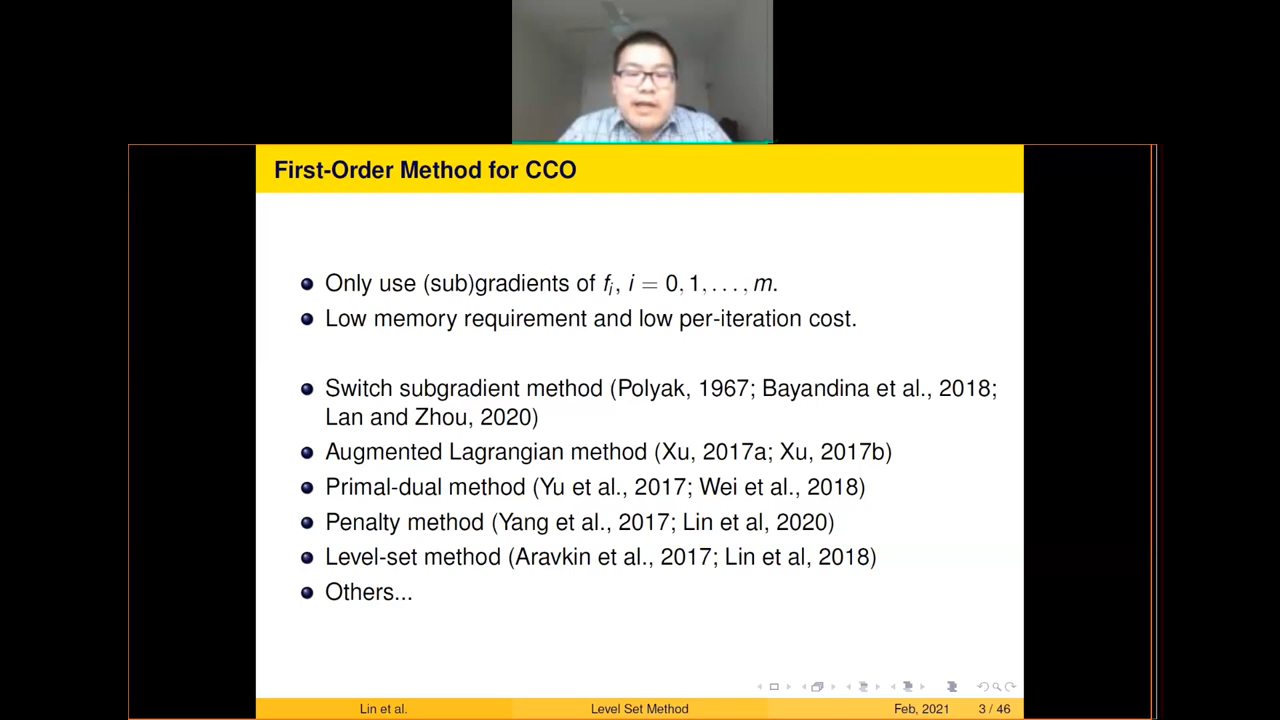 First-Order Method for CCO
Only use (sub)gradients of fi, i = 0, 1, . . . , m.
Low memory requirement and low per-iteration cost.
Switch subgradient method (Polyak, 1967; Bayandina et al., 2018;
Lan and Zhou, 2020)
Augmented Lagrangian method (Xu, 2017a; Xu, 2017b)
Primal-dual method (Yu et al., 2017; Wei et al., 2018)
Penalty method (Yang et al., 2017; Lin et al, 2020)
Level-set method (Aravkin et al., 2017; Lin et al, 2018)
Others...
Lin et al. Level Set Method Feb, 2021 3 / 46